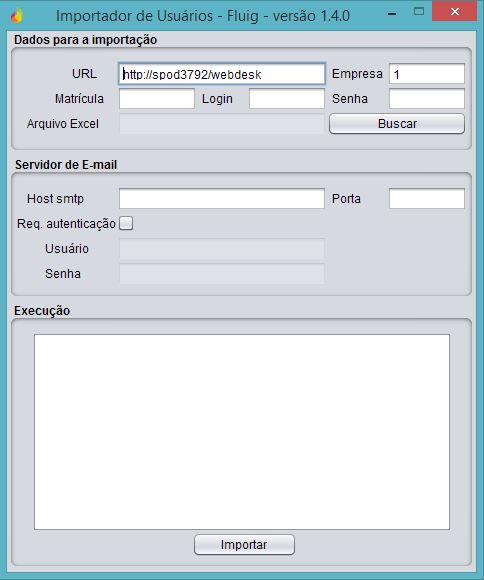 Importador de Usuários - Fluig - versão 1.4.0
Dados para a importação
URL http://spod3792/webdesk Empresa 1
Matrícula Login Senha
Arquivo Excel Buscar
Servidor de E-mail
Host smtp Porta
Req. autenticação
Usuário
Senha
Execução
Importar